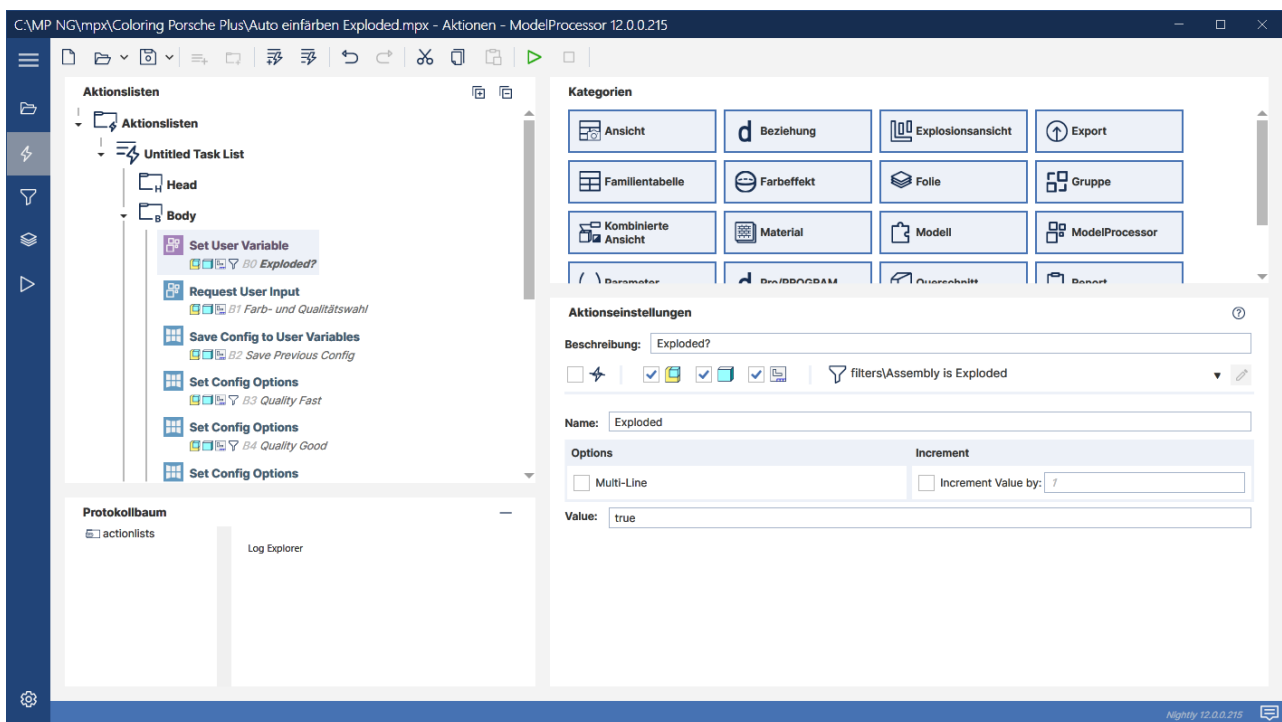 C:\MP NG\mpx\Coloring Porsche Plus\Auto einfärben Exploded.mpx - Aktionen - ModelProcessor 12.0.0.215
Aktionslisten
Aktionslisten
Untitled Task List
H Head
B Body
Set User Variable
B0 Exploded?
Request User Input
B1 Farb- und Qualitätswahl
Save Config to User Variables
B2 Save Previous Config
Set Config Options
B3 Quality Fast
Set Config Options
B4 Quality Good
Set Config Options
Protokollbaum
actionlists
Log Explorer
Kategorien
Ansicht
d Beziehung
Explosionsansicht
Export
Familientabelle
Farbeffekt
Folie
Gruppe
Kombinierte
Ansicht
Material
Modell
ModelProcessor
( ) Parameter
d Pro/PROGRAM
Querschnitt
Report
Aktionseinstellungen
Beschreibung: Exploded?
filters\Assembly is Exploded
Name: Exploded
Options Increment
Multi-Line Increment Value by: 1
Value: true
Nightly 12.0.0.215